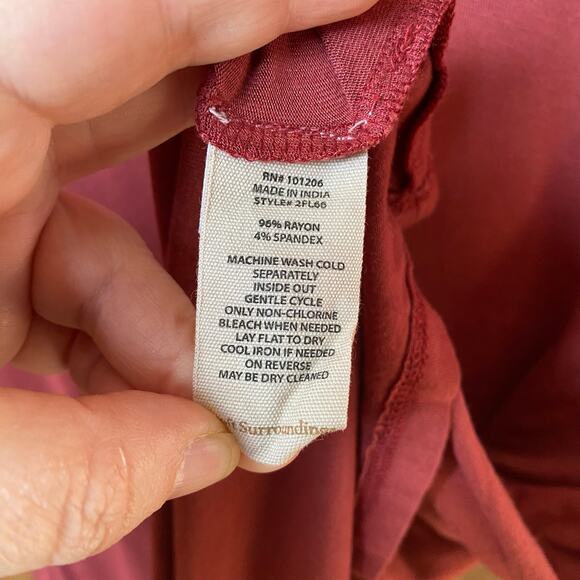 RN# 101206
MADE IN INDIA
STYLE# 2FL66
96% RAYON
4% SPANDEX
MACHINE WASH COLD
SEPARATELY
INSIDE OUT
GENTLE CYCLE
ONLY NON-CHLORINE
BLEACH WHEN NEEDED
LAY FLAT TO DRY
COOL IRON IF NEEDED
ON REVERSE
MAY BE DRY CLEANED